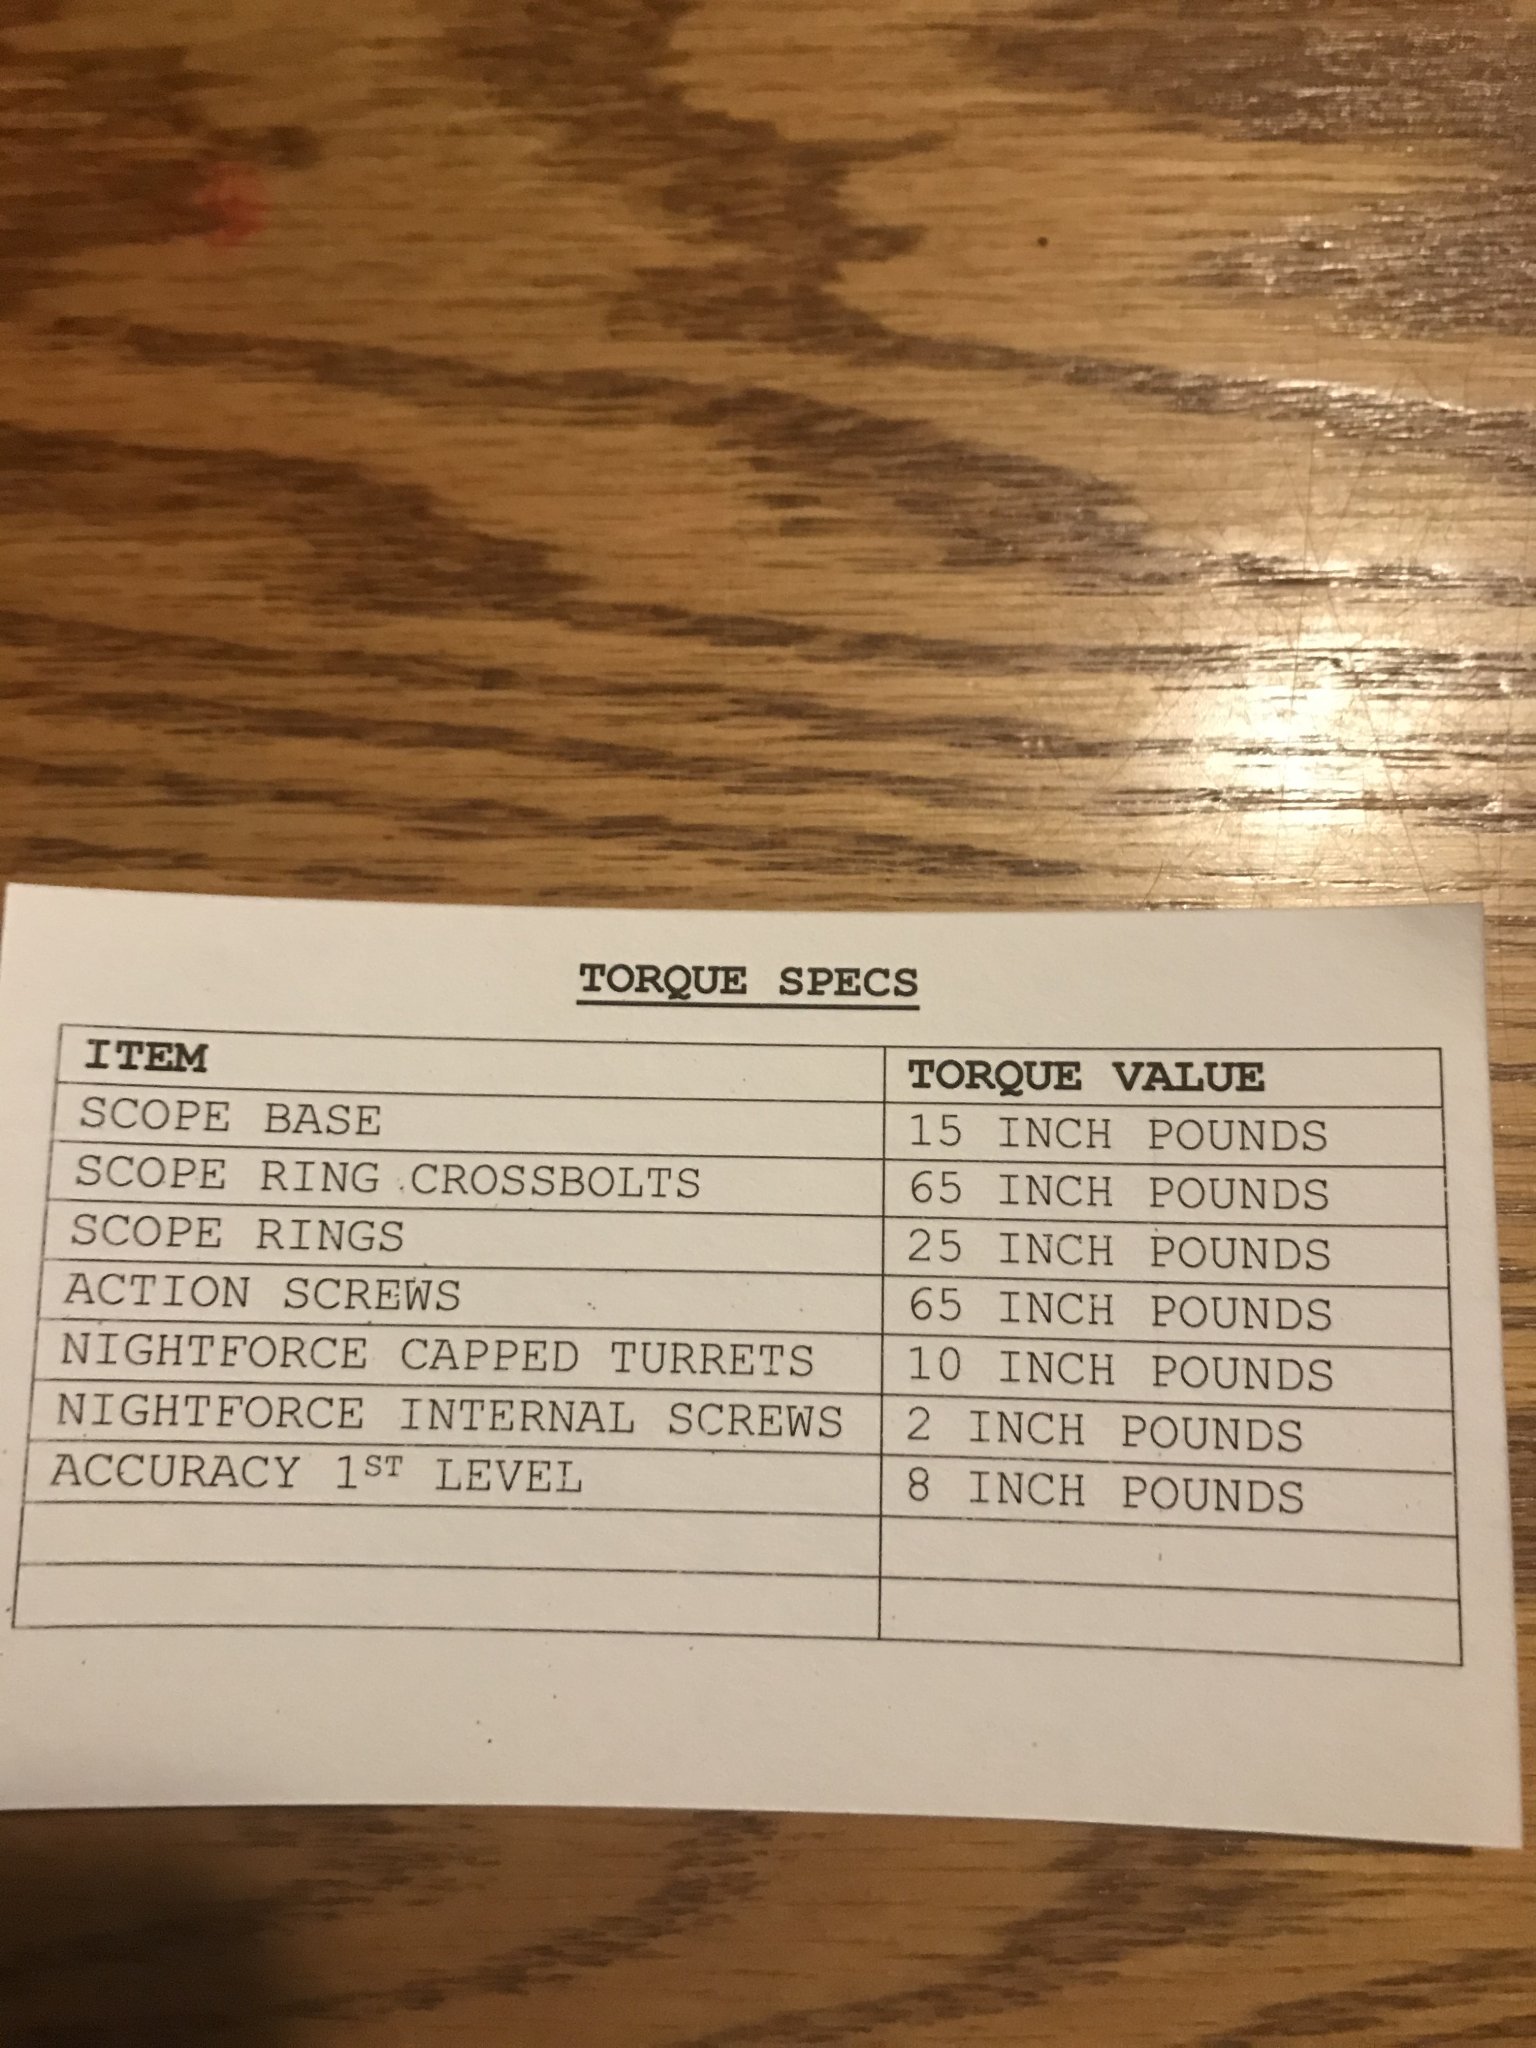 TORQUE SPECS
ITEM TORQUE VALUE
SCOPE BASE 15 INCH POUNDS
SCOPE RING CROSSBOLTS 65 INCH POUNDS
SCOPE RINGS 25 INCH POUNDS
ACTION SCREWS 65 INCH POUNDS
NIGHTFORCE CAPPED TURRETS 10 INCH POUNDS
NIGHTFORCE INTERNAL SCREWS 2 INCH POUNDS
ACCURACY 1ST LEVEL 8 INCH POUNDS